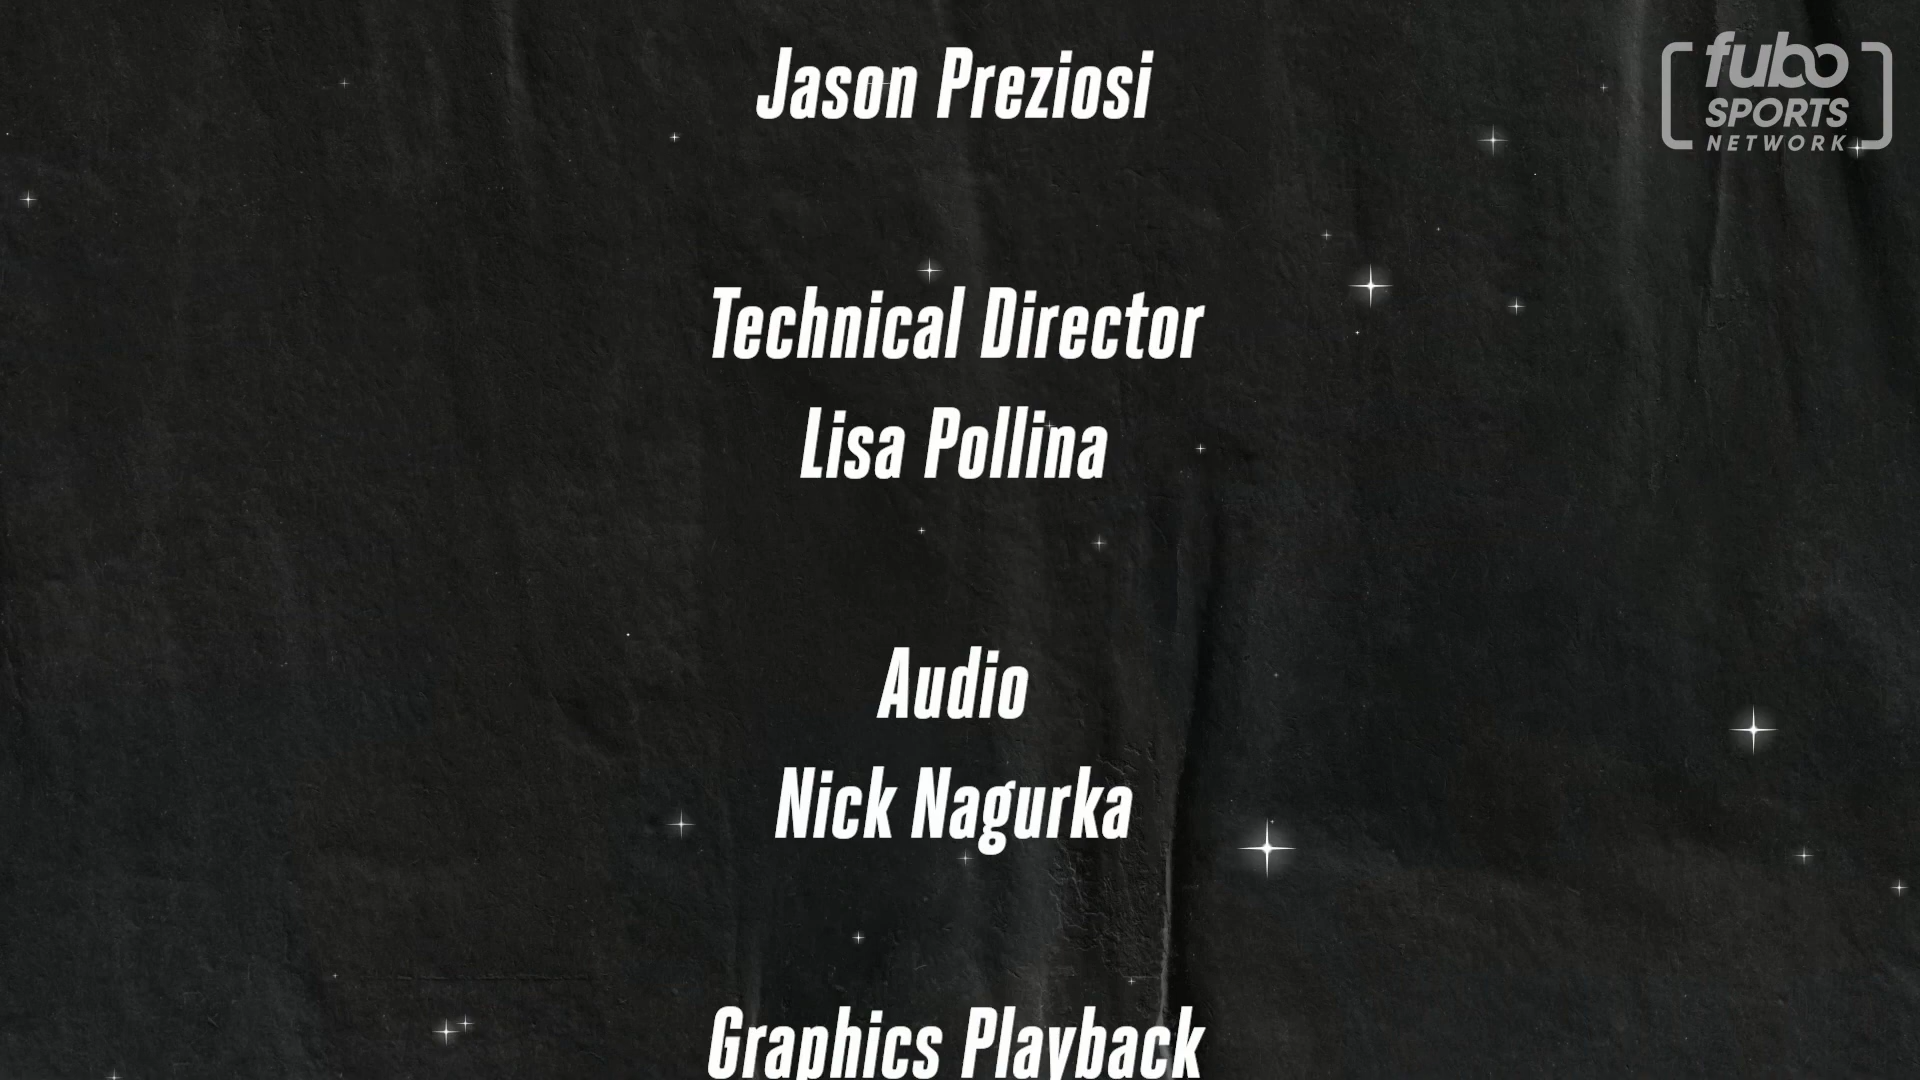 Jason Preziosi
fubo
SPORTS
NETWORK
Technical Director
Lisa Pollina
Audio
Nick Nagurka
Graphics Playback